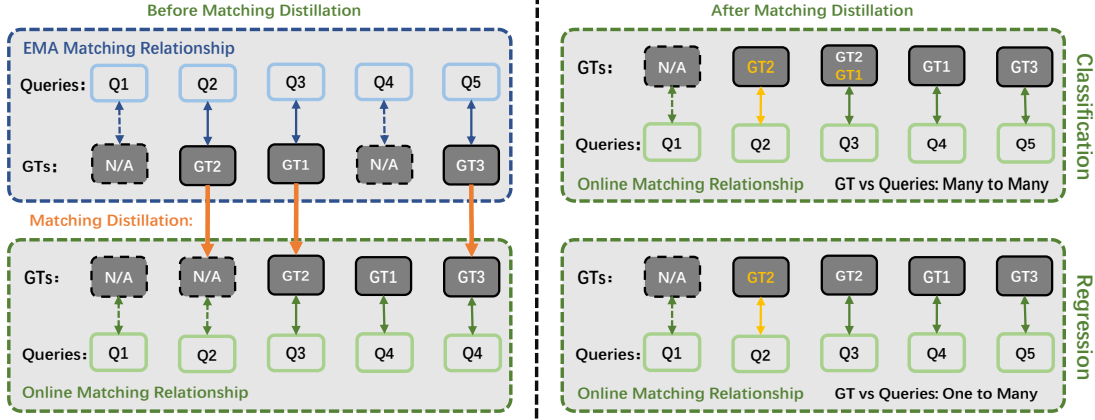 Before Matching Distillation
EMA Matching Relationship
Queries: Q1 Q2 Q3 Q4 Q5
GTs: N/A GT2 GT1 N/A GT3
Matching Distillation:
GTs: N/A N/A GT2 GT1 GT3
Queries: Q1 Q2 Q3 Q4 Q4
Online Matching Relationship
After Matching Distillation
GTs: N/A GT2 GT2 GT1 GT1 GT3
Queries: Q1 Q2 Q3 Q4 Q5
Online Matching Relationship GT vs Queries: Many to Many
Classification
GTs: N/A GT2 GT2 GT1 GT3
Queries: Q1 Q2 Q3 Q4 Q5
Online Matching Relationship GT vs Queries: One to Many
Regression